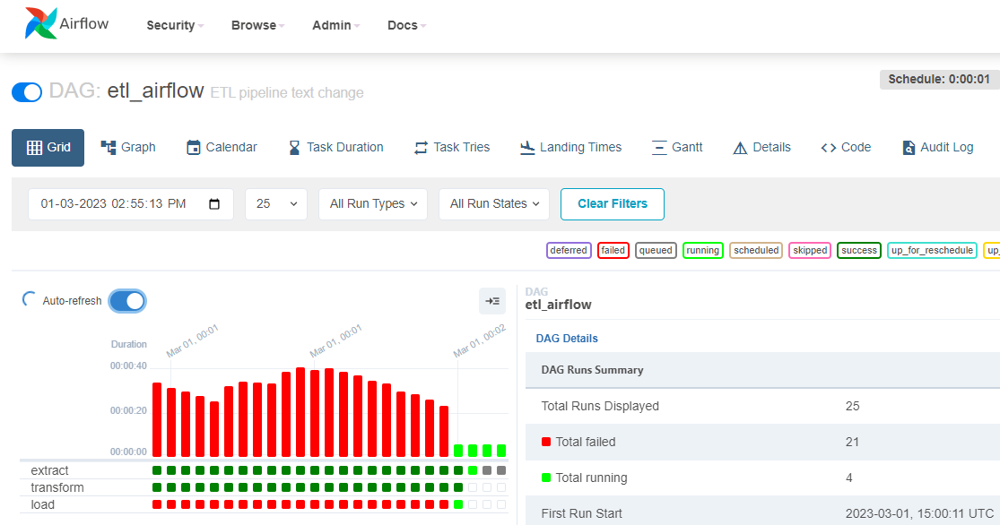 Airflow Security Browse Admin Docs
DAG: etl_airflow ETL pipeline text change
Schedule: 0:00:01
Grid Graph Calendar Task Duration Task Tries Landing Times Gantt Details Code Audit Log
01-03-2023 02:55:13 PM 25 All Run Types All Run States Clear Filters
deferred failed queued running scheduled skipped success up_for_reschedule up_
Auto-refresh
Duration
Mar 01, 00:01 Mar 01, 00:01 Mar 01, 00:02
00:00:40
00:00:20
00:00:00
extract
transform
load
DAG
etl_airflow
DAG Details
DAG Runs Summary
Total Runs Displayed 25
Total failed 21
Total running 4
First Run Start 2023-03-01, 15:00:11 UTC